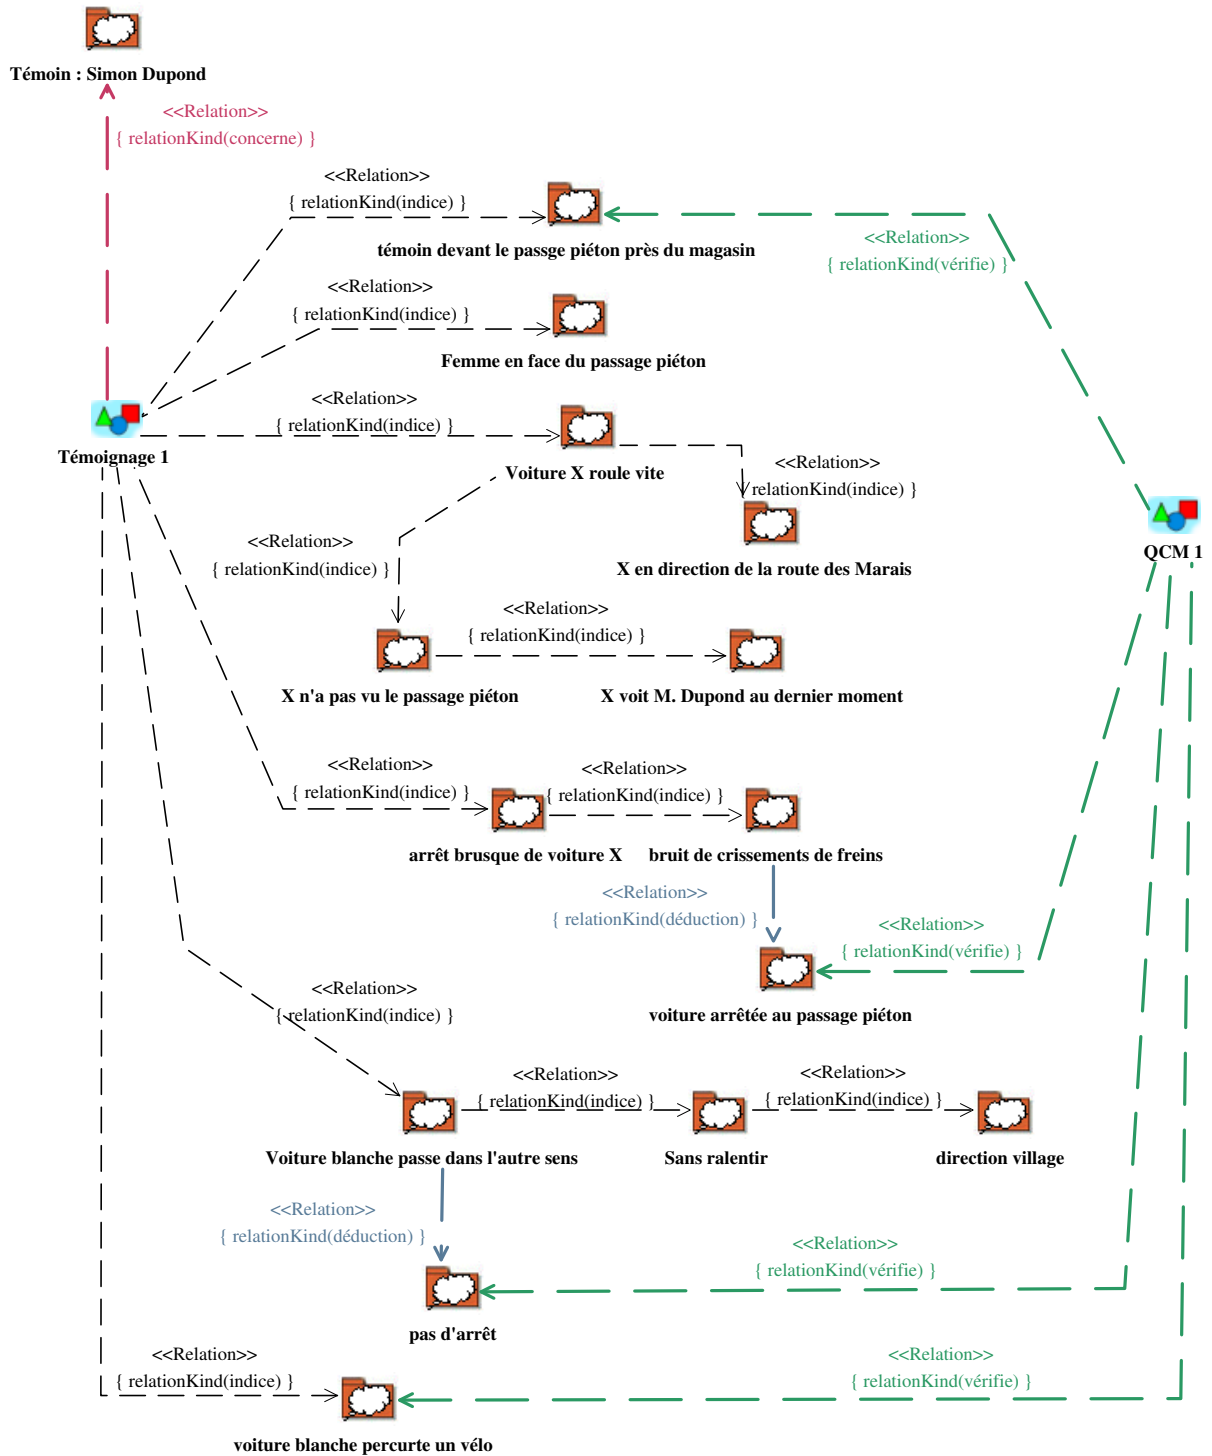 Témoin : Simon Dupond
<<Relation>>
{ relationKind(concerne) }
<<Relation>>
{ relationKind(indice) }
témoin devant le passge piéton près du magasin
<<Relation>>
{ relationKind(vérifie) }
<<Relation>>
{ relationKind(indice) }
Femme en face du passage piéton
<<Relation>>
{ relationKind(indice) }
Témoignage 1
Voiture X roule vite
<<Relation>>
relationKind(indice) }
X en direction de la route des Marais
QCM 1
<<Relation>>
{ relationKind(indice) }
<<Relation>>
{ relationKind(indice) }
X n'a pas vu le passage piéton
X voit M. Dupond au dernier moment
<<Relation>>
{ relationKind(indice) }
<<Relation>>
{ relationKind(indice) }
arrêt brusque de voiture X
bruit de crissements de freins
<<Relation>>
{ relationKind(déduction) }
<<Relation>>
{ relationKind(vérifie) }
voiture arrêtée au passage piéton
<<Relation>>
{ relationKind(indice) }
<<Relation>>
{ relationKind(indice) }
<<Relation>>
{ relationKind(indice) }
Voiture blanche passe dans l'autre sens
Sans ralentir
direction village
<<Relation>>
{ relationKind(déduction) }
<<Relation>>
{ relationKind(vérifie) }
pas d'arrêt
<<Relation>>
{ relationKind(indice) }
<<Relation>>
{ relationKind(vérifie) }
voiture blanche percurte un vélo